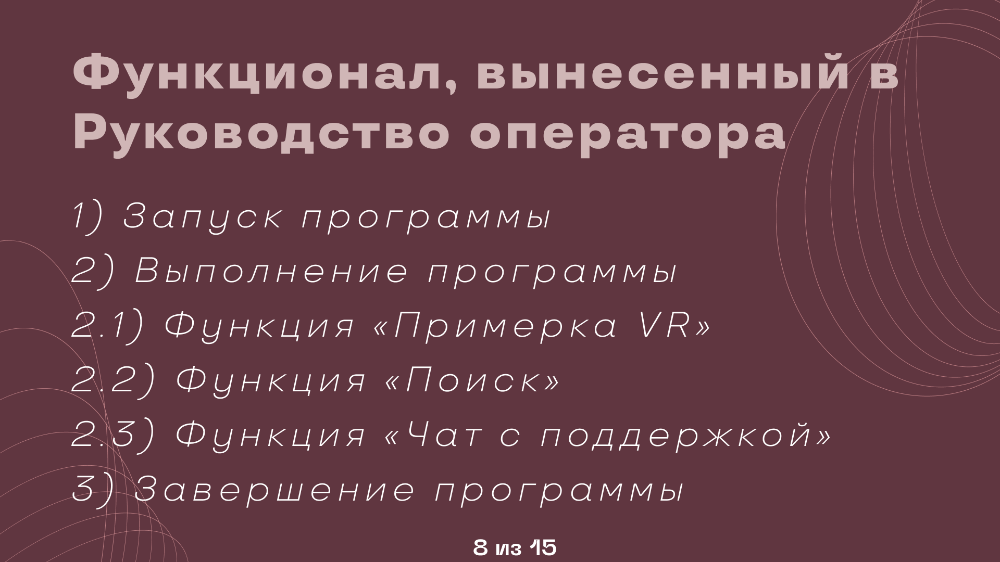 Функционал, вынесенный в
Руководство оператора
1) Запуск программы
2) Выполнение программы
2.1) Функция «Примерка VR»
2.2) Функция «Поиск»
2.3) Функция «Чат с поддержкой»
3) Завершение программы
8 из 15